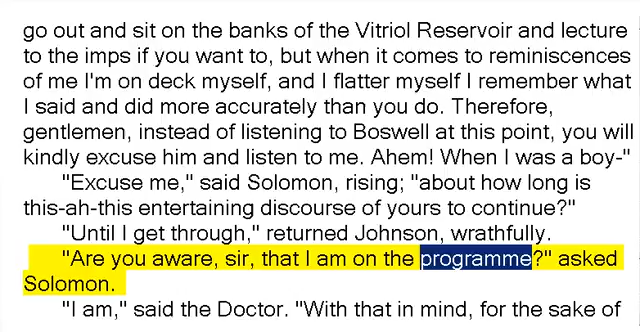 go out and sit on the banks of the Vitriol Reservoir and lecture
to the imps if you want to, but when it comes to reminiscences
of me I'm on deck myself, and I flatter myself I remember what
I said and did more accurately than you do. Therefore,
gentlemen, instead of listening to Boswell at this point, you will
kindly excuse him and listen to me. Ahem! When I was a boy-"
"Excuse me," said Solomon, rising; "about how long is
this-ah-this entertaining discourse of yours to continue?"
"Until I get through," returned Johnson, wrathfully.
"Are you aware, sir, that I am on the programme?" asked
Solomon.
"I am," said the Doctor. "With that in mind, for the sake of